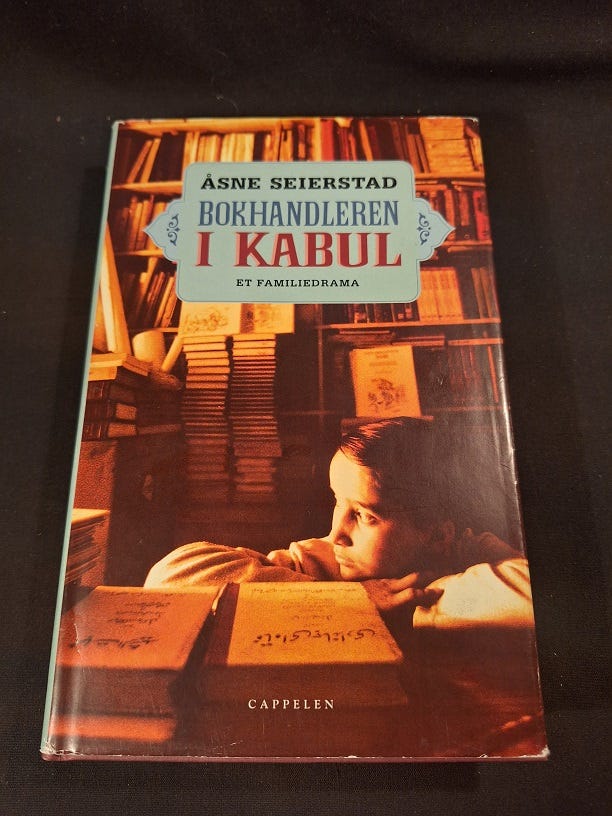 ÅSNE SEIERSTAD
BOKHANDLEREN
I KABUL
ET FAMILIEDRAMA
CAPPELEN